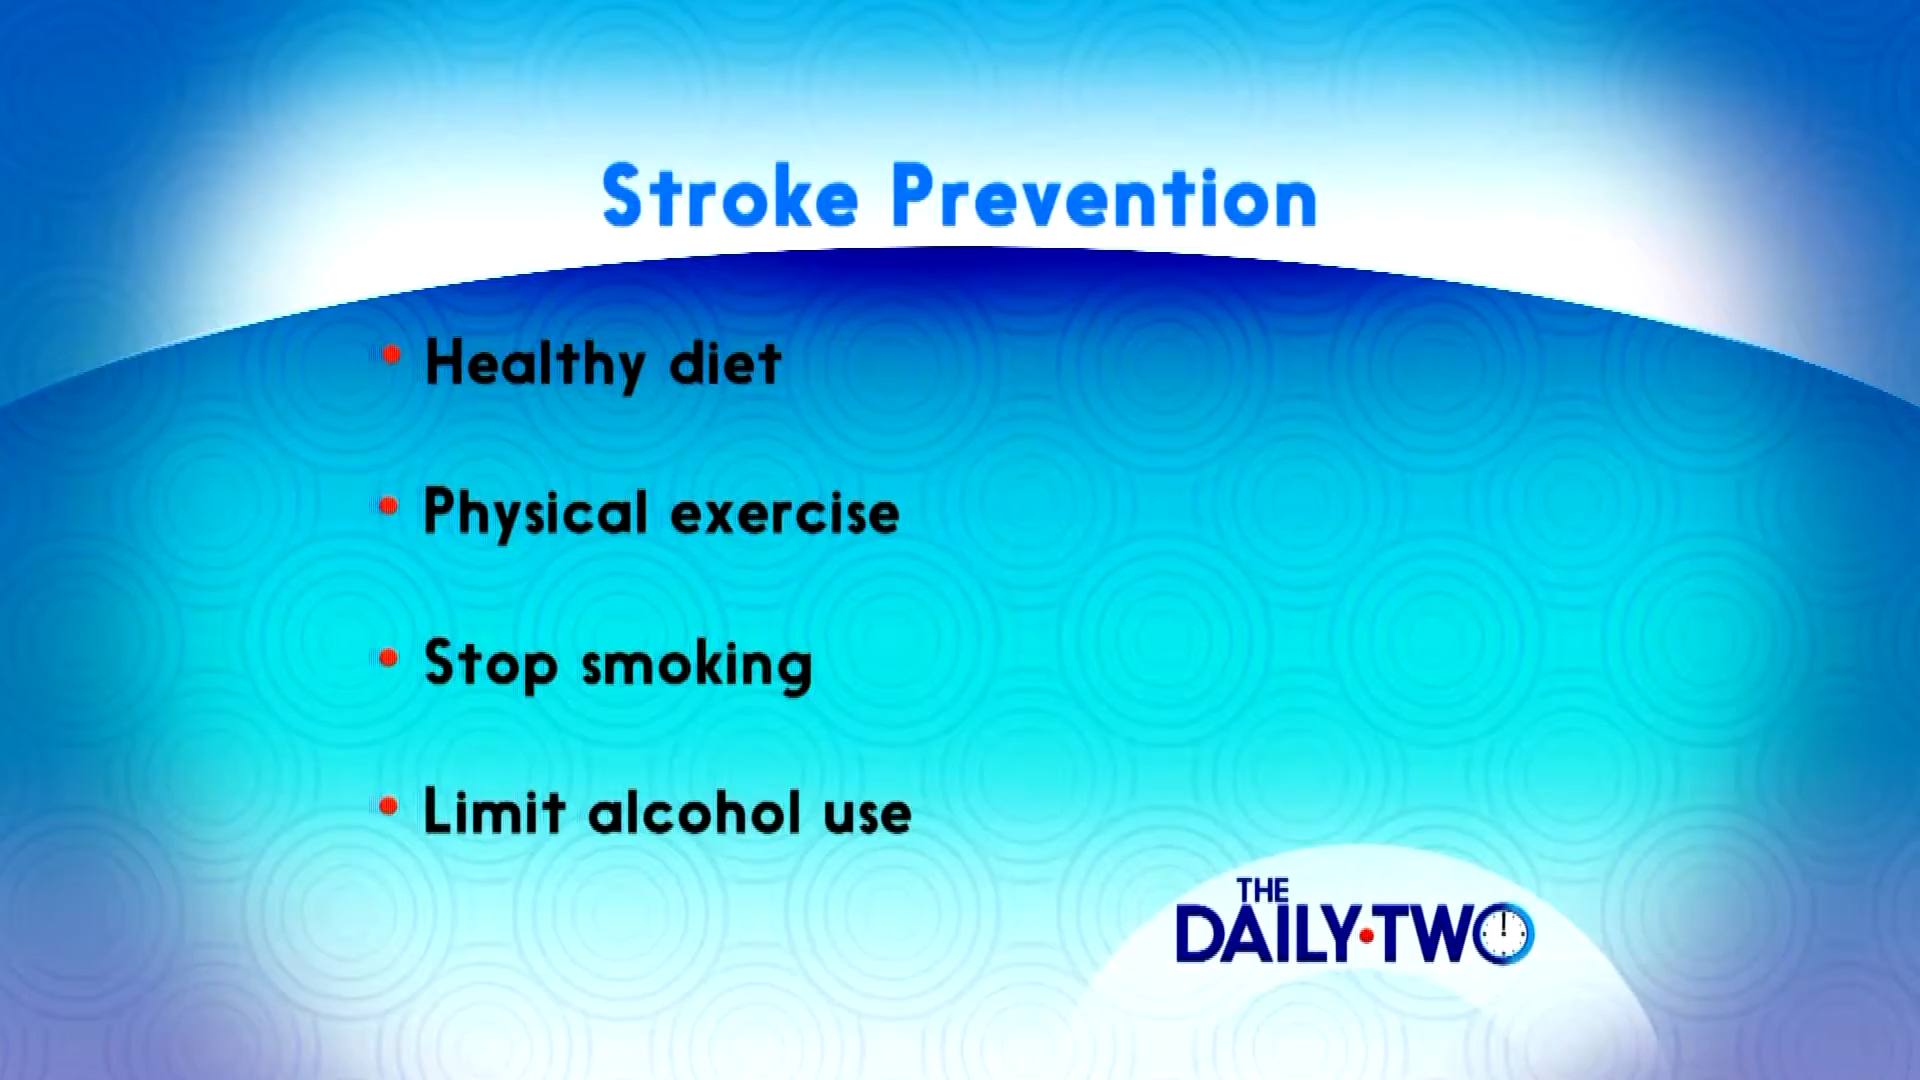 Stroke Prevention
• Healthy diet
• Physical exercise
• Stop smoking
• Limit alcohol use
THE
DAILY•TWO